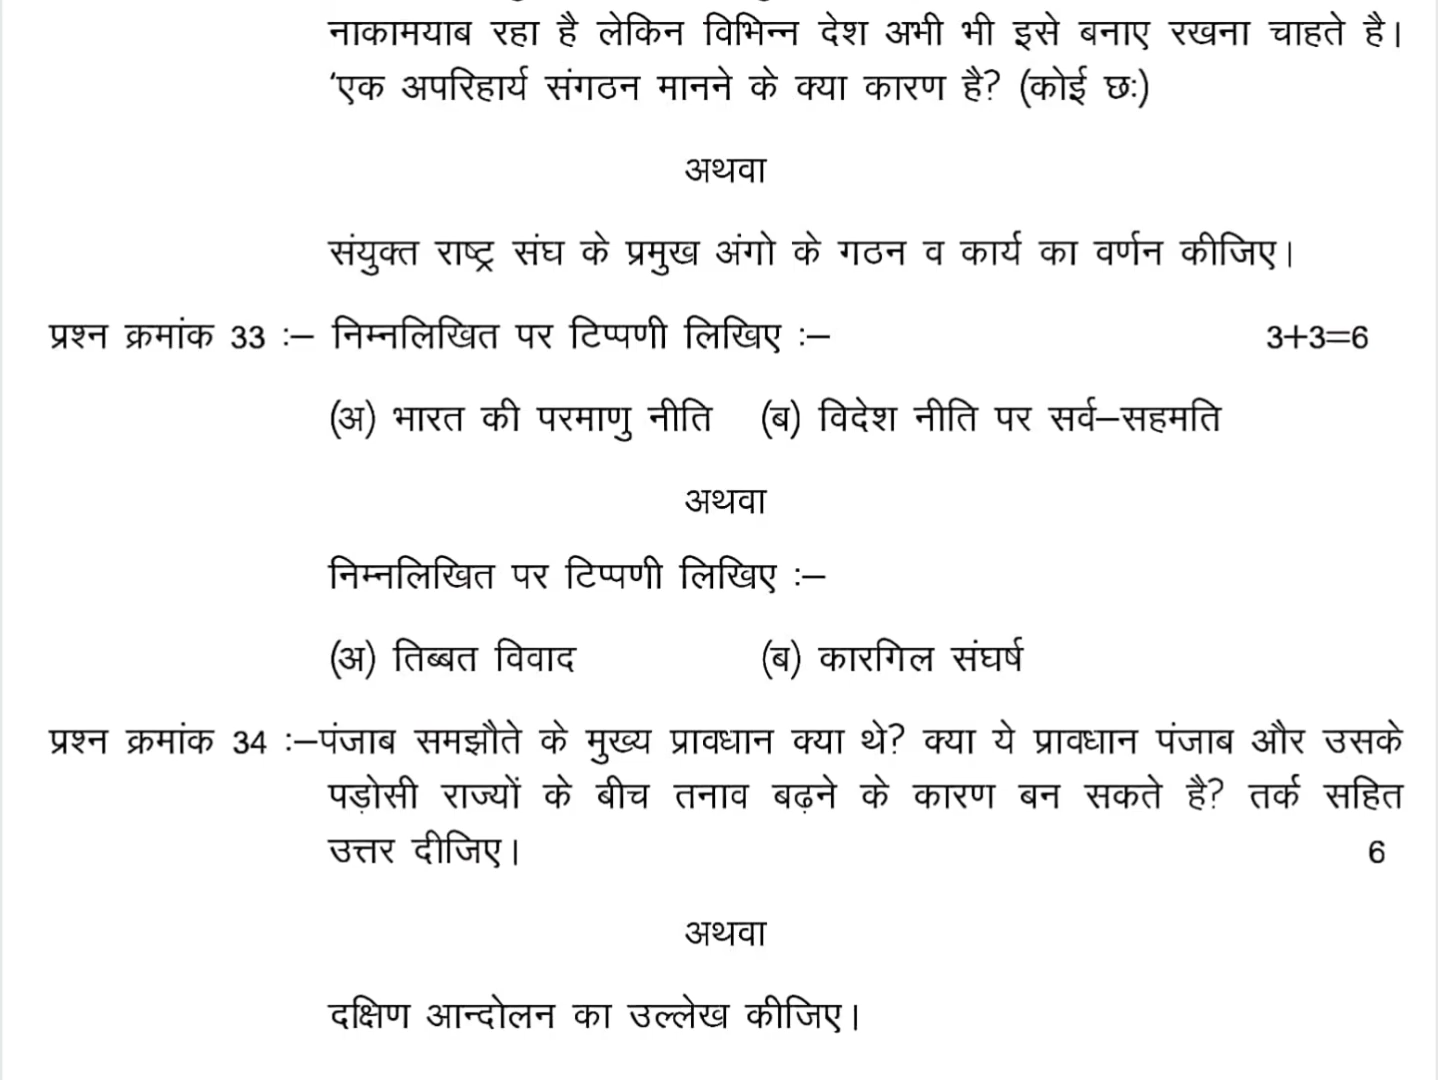 नाकामयाब रहा है लेकिन विभिन्न देश अभी भी इसे बनाए रखना चाहते है।
‘एक अपरिहार्य संगठन मानने के क्या कारण है? (कोई छः)
अथवा
संयुक्त राष्ट्र संघ के प्रमुख अंगो के गठन व कार्य का वर्णन कीजिए।
प्रश्न क्रमांक 33 :– निम्नलिखित पर टिप्पणी लिखिए :– 3+3=6
(अ) भारत की परमाणु नीति (ब) विदेश नीति पर सर्व–सहमति
अथवा
निम्नलिखित पर टिप्पणी लिखिए :–
(अ) तिब्बत विवाद (ब) कारगिल संघर्ष
प्रश्न क्रमांक 34 :–पंजाब समझौते के मुख्य प्रावधान क्या थे? क्या ये प्रावधान पंजाब और उसके
पड़ोसी राज्यों के बीच तनाव बढ़ने के कारण बन सकते है? तर्क सहित
उत्तर दीजिए। 6
अथवा
दक्षिण आन्दोलन का उल्लेख कीजिए।